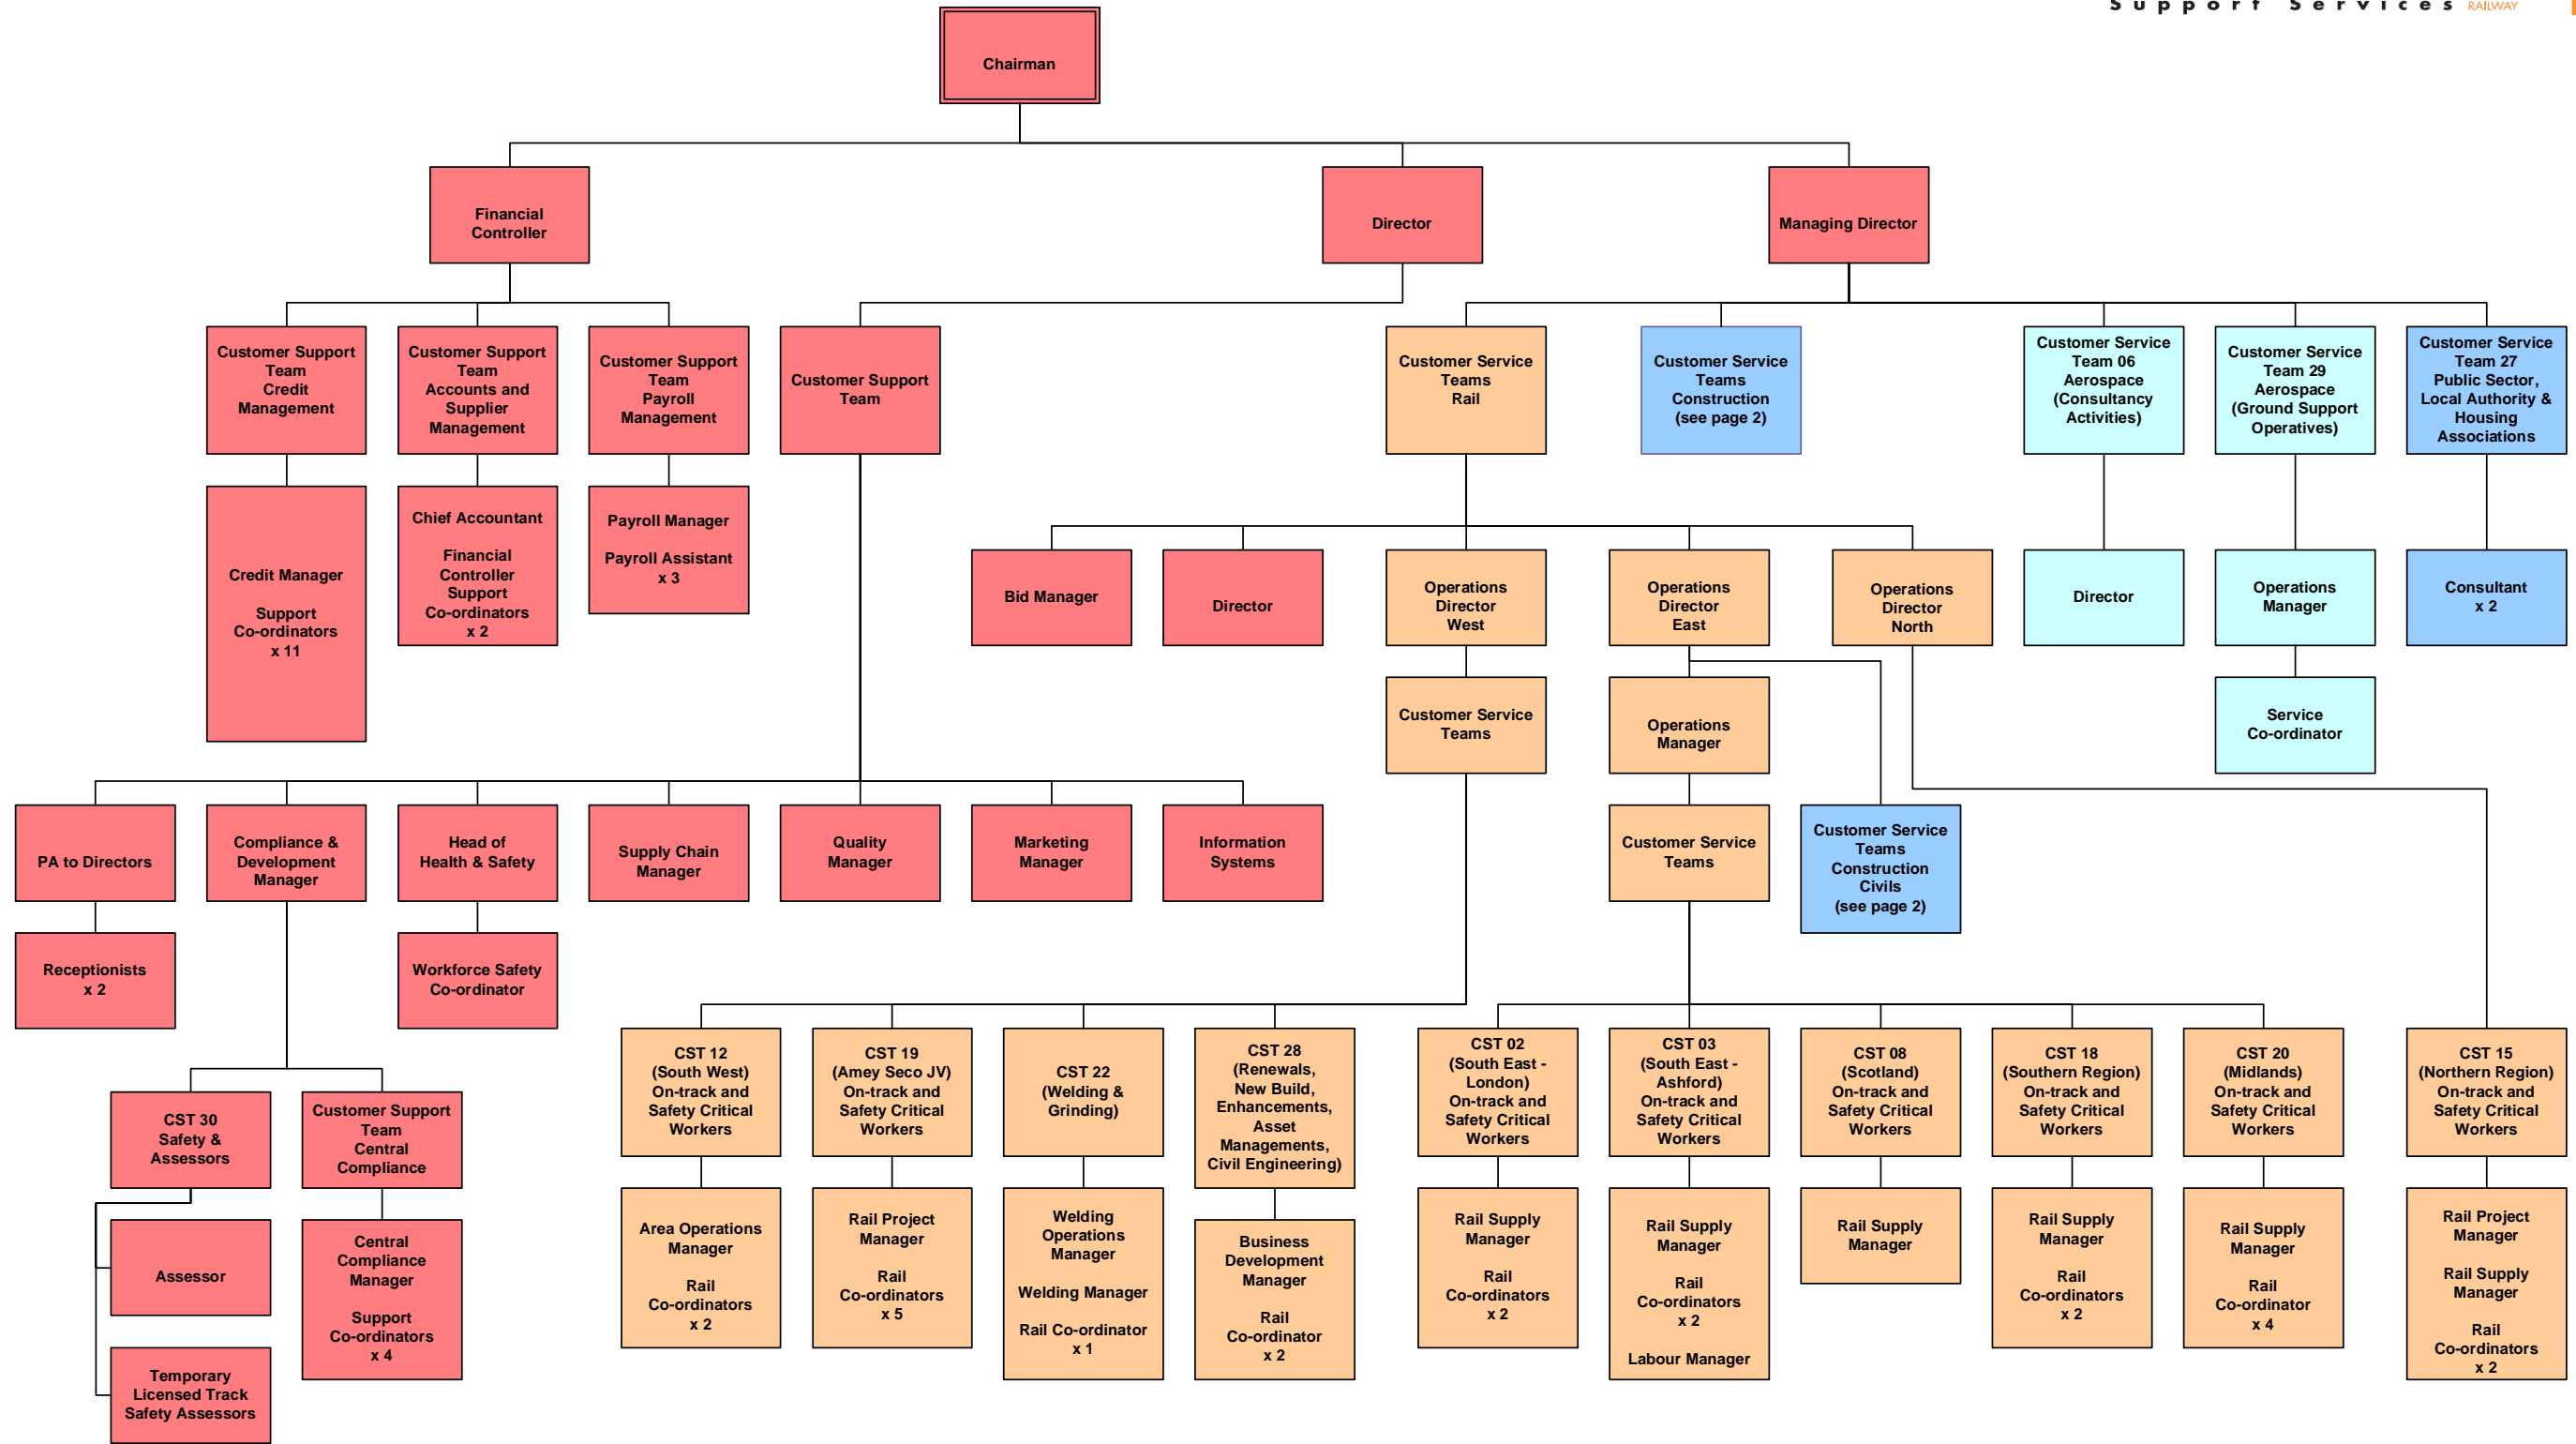 Support Services RAILWAY
Chairman
Financial
Controller
Director
Managing Director
Customer Support
Team
Credit
Management
Customer Support
Team
Accounts and
Supplier
Management
Customer Support
Team
Payroll
Management
Customer Support
Team
Customer Service
Teams
Rail
Customer Service
Teams
Construction
(see page 2)
Customer Service
Team 06
Aerospace
(Consultancy
Activities)
Customer Service
Team 29
Aerospace
(Ground Support
Operatives)
Customer Service
Team 27
Public Sector,
Local Authority &
Housing
Associations
Credit Manager
Support
Co-ordinators
x 11
Chief Accountant
Financial
Controller
Support
Co-ordinators
x 2
Payroll Manager
Payroll Assistant
x 3
Bid Manager
Director
Operations
Director
West
Operations
Director
East
Operations
Director
North
Director
Operations
Manager
Consultant
x 2
Customer Service
Teams
Operations
Manager
Service
Co-ordinator
PA to Directors
Compliance &
Development
Manager
Head of
Health & Safety
Supply Chain
Manager
Quality
Manager
Marketing
Manager
Information
Systems
Customer Service
Teams
Customer Service
Teams
Construction
Civils
(see page 2)
Receptionists
x 2
Workforce Safety
Co-ordinator
CST 12
(South West)
On-track and
Safety Critical
Workers
CST 19
(Amey Seco JV)
On-track and
Safety Critical
Workers
CST 22
(Welding &
Grinding)
CST 28
(Renewals,
New Build,
Enhancements,
Asset
Managements,
Civil Engineering)
CST 02
(South East -
London)
On-track and
Safety Critical
Workers
CST 03
(South East -
Ashford)
On-track and
Safety Critical
Workers
CST 08
(Scotland)
On-track and
Safety Critical
Workers
CST 18
(Southern Region)
On-track and
Safety Critical
Workers
CST 20
(Midlands)
On-track and
Safety Critical
Workers
CST 15
(Northern Region)
On-track and
Safety Critical
Workers
CST 30
Safety &
Assessors
Customer Support
Team
Central
Compliance
Area Operations
Manager
Rail
Co-ordinators
x 2
Rail Project
Manager
Rail
Co-ordinators
x 5
Welding
Operations
Manager
Welding Manager
Rail Co-ordinator
x 1
Business
Development
Manager
Rail
Co-ordinator
x 2
Rail Supply
Manager
Rail
Co-ordinators
x 2
Rail Supply
Manager
Rail
Co-ordinators
x 2
Labour Manager
Rail Supply
Manager
Rail Supply
Manager
Rail
Co-ordinators
x 2
Rail Supply
Manager
Rail
Co-ordinator
x 4
Rail Project
Manager
Rail Supply
Manager
Rail
Co-ordinators
x 2
Assessor
Central
Compliance
Manager
Support
Co-ordinators
x 4
Temporary
Licensed Track
Safety Assessors